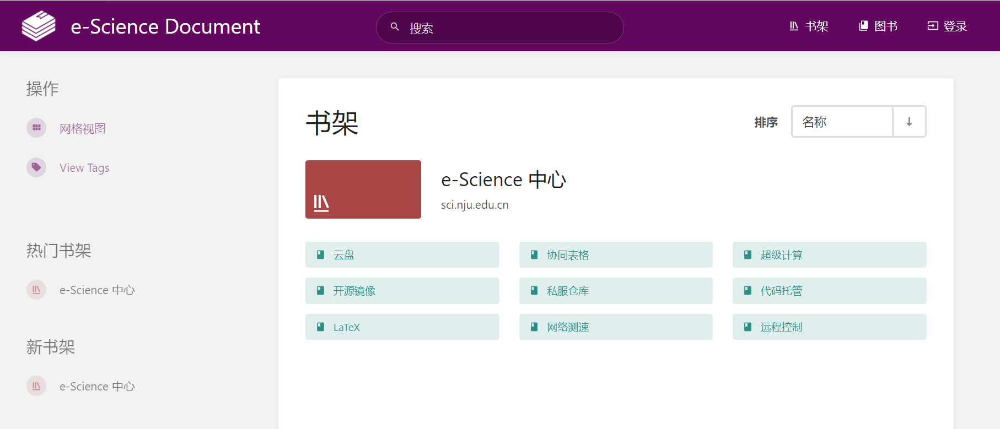 e-Science Document
搜索
书架
图书
登录
操作
网格视图
View Tags
热门书架
e-Science 中心
新书架
e-Science 中心
书架
排序
名称
e-Science 中心
sci.nju.edu.cn
云盘
协同表格
超级计算
开源镜像
私服仓库
代码托管
LaTeX
网络测速
远程控制